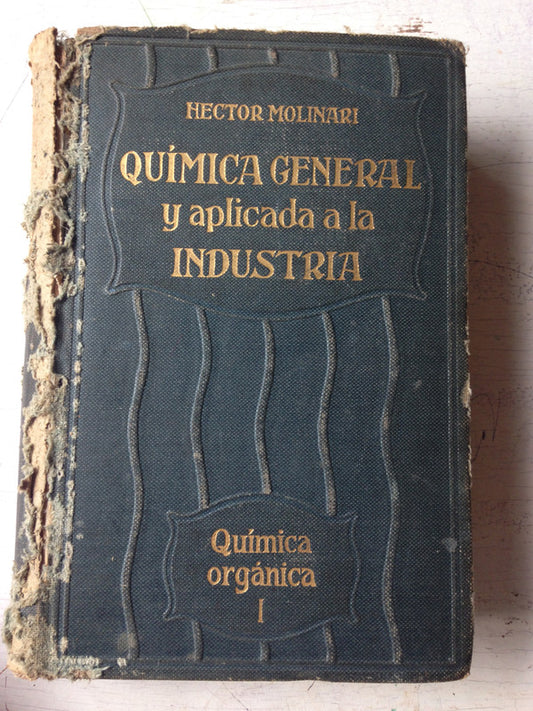 HECTOR MOLINARI
QUÍMICA GENERAL
y aplicada a la
INDUSTRIA
Química
orgánica
I